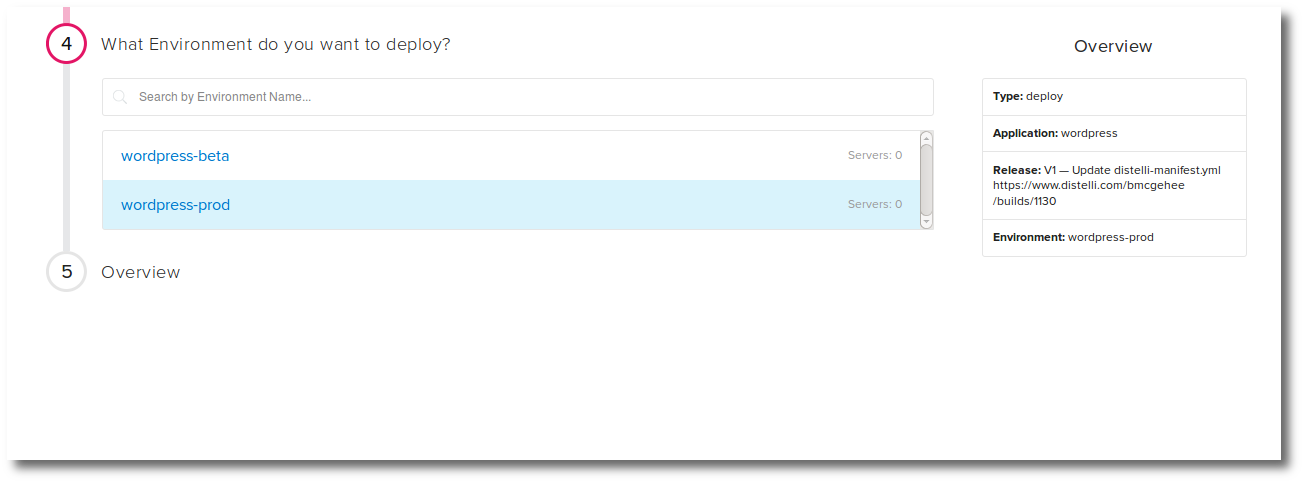 4
What Environment do you want to deploy?
Search by Environment Name...
wordpress-beta
Servers: 0
wordpress-prod
Servers: 0
5
Overview
Overview
Type: deploy
Application: wordpress
Release: V1 — Update distelli-manifest.yml
https://www.distelli.com/bmcgehee
/builds/1130
Environment: wordpress-prod